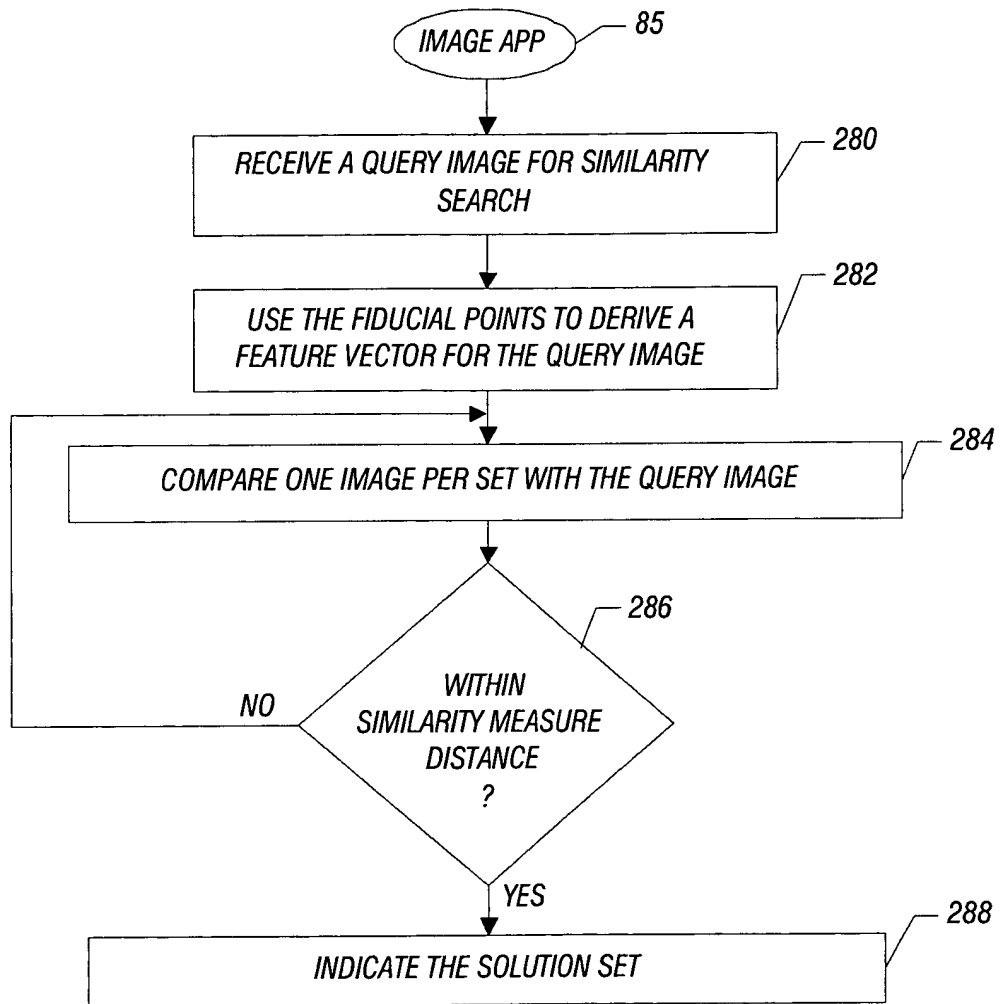 IMAGE APP
85
RECEIVE A QUERY IMAGE FOR SIMILARITY
SEARCH
280
USE THE FIDUCIAL POINTS TO DERIVE A
FEATURE VECTOR FOR THE QUERY IMAGE
282
COMPARE ONE IMAGE PER SET WITH THE QUERY IMAGE
284
WITHIN
SIMILARITY MEASURE
DISTANCE
?
286
NO
YES
INDICATE THE SOLUTION SET
288